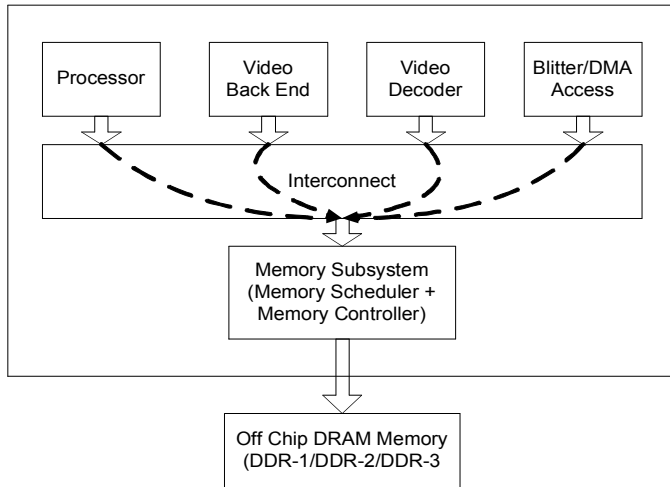 Processor
Video
Back End
Video
Decoder
Blitter/DMA
Access
Interconnect
Memory Subsystem
(Memory Scheduler +
Memory Controller)
Off Chip DRAM Memory
(DDR-1/DDR-2/DDR-3